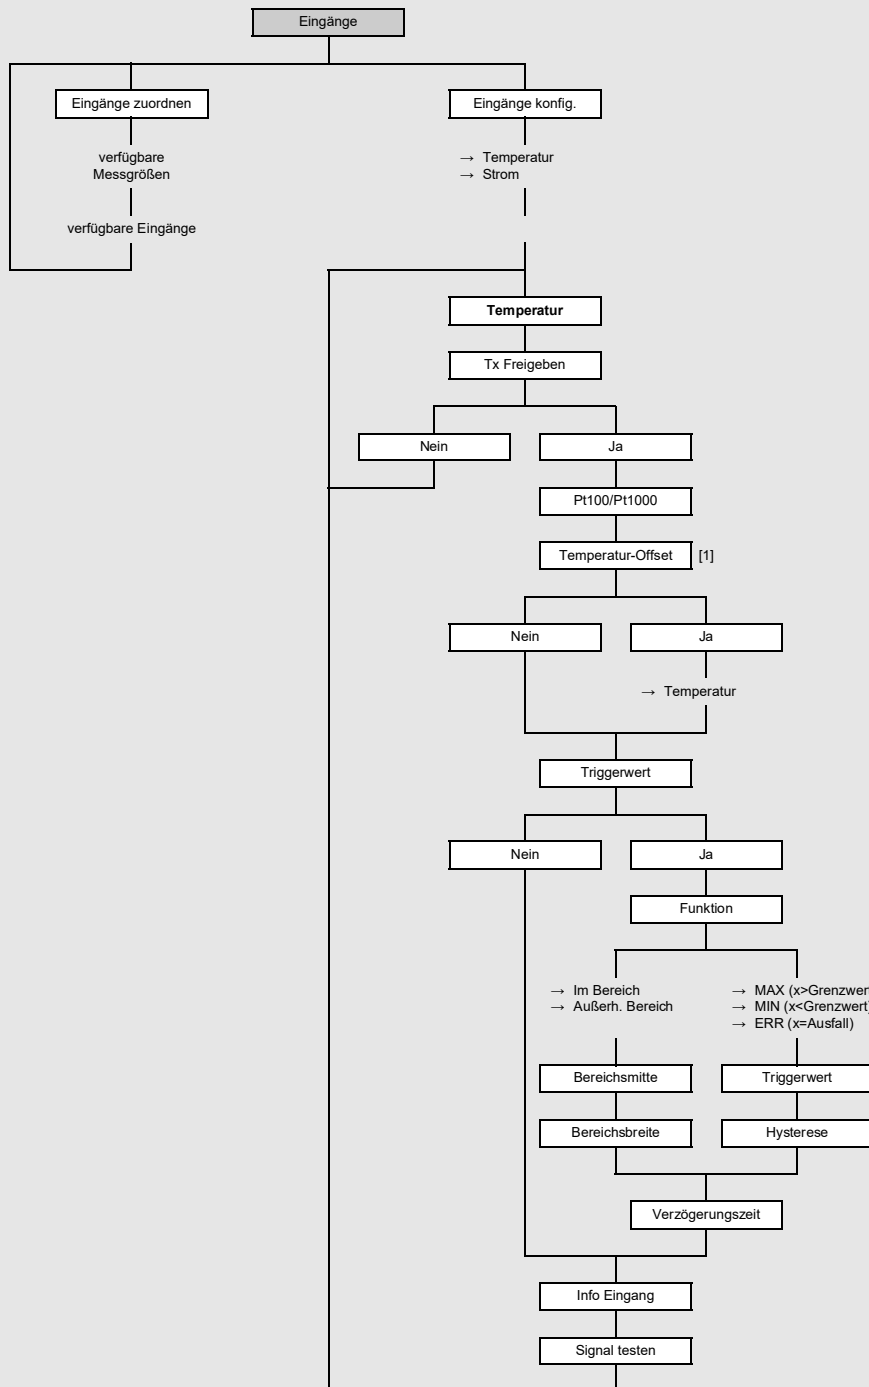 Eingänge
Eingänge zuordnen
Eingänge konfig.
verfügbare
Messgrößen
→ Temperatur
→ Strom
verfügbare Eingänge
Temperatur
Tx Freigeben
Nein
Ja
Pt100/Pt1000
Temperatur-Offset [1]
Nein
Ja
→ Temperatur
Triggerwert
Nein
Ja
Funktion
→ Im Bereich
→ Außerh. Bereich
→ MAX (x>Grenzwert
→ MIN (x<Grenzwert)
→ ERR (x=Ausfall)
Bereichsmitte
Triggerwert
Bereichsbreite
Hysterese
Verzögerungszeit
Info Eingang
Signal testen